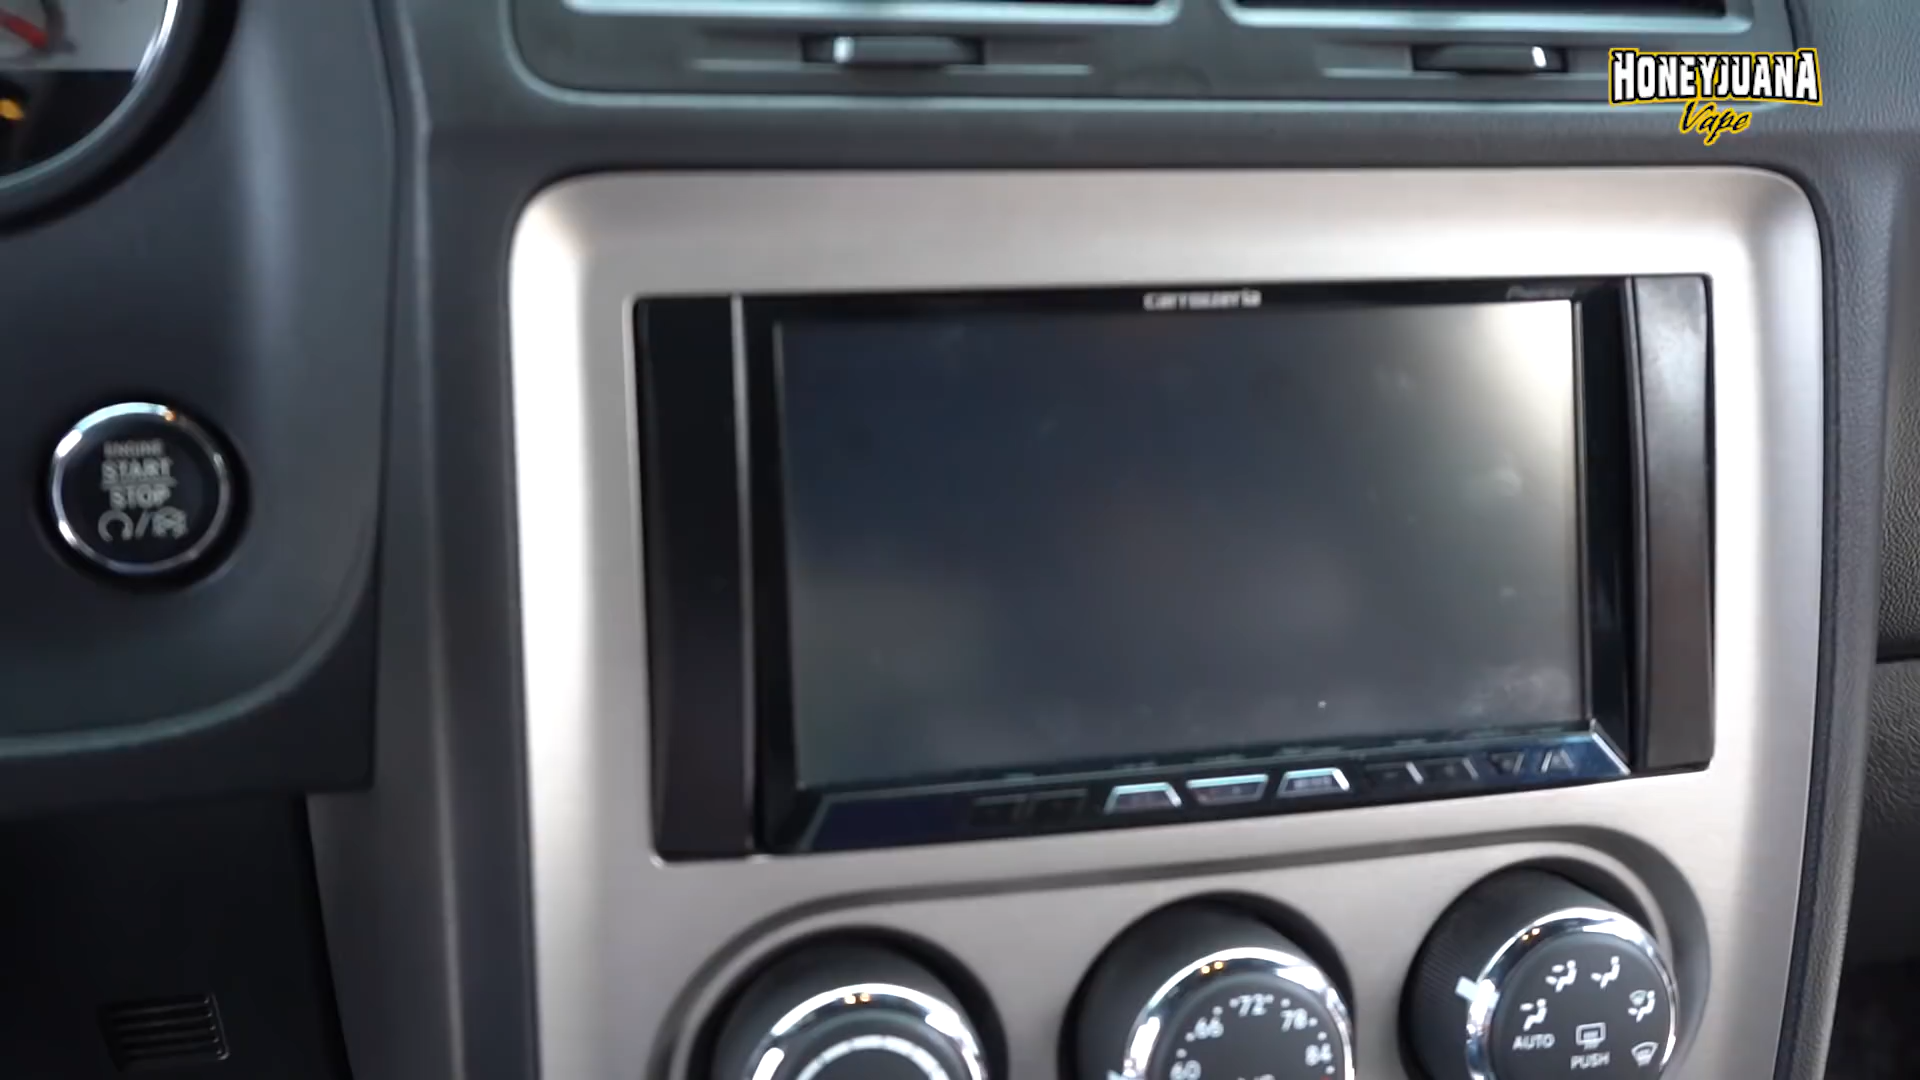 HONEYJUANA
Vape
carrozzeria
ENGINE
START
STOP
72
66
78
60
84
AUTO
PUSH